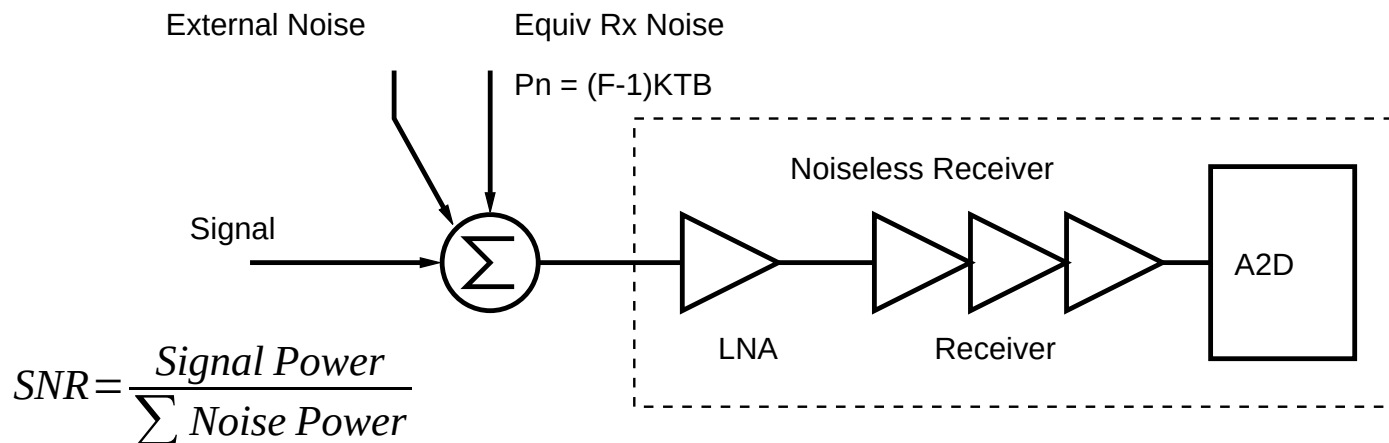 External Noise
Equiv Rx Noise
Pn = (F-1)KTB
Noiseless Receiver
Signal
Σ
A2D
LNA
Receiver
SNR = Signal Power
∑ Noise Power